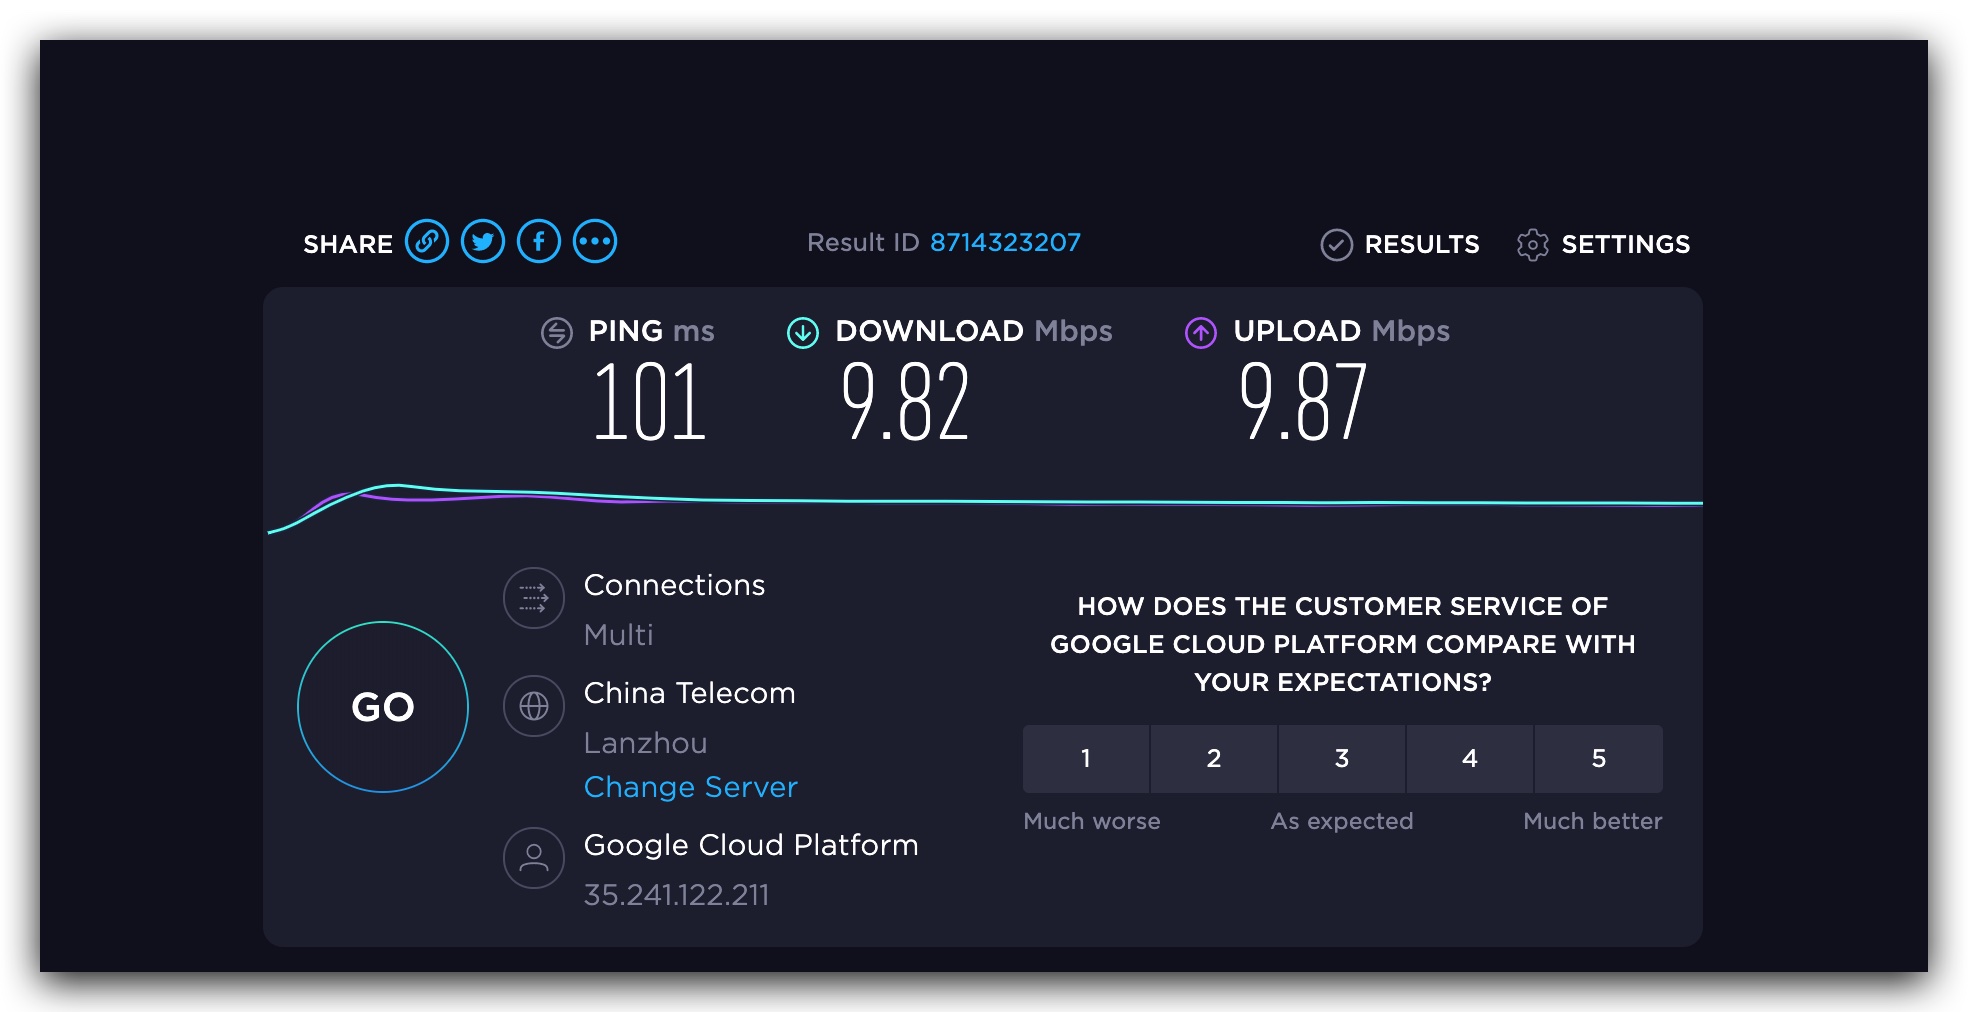 SHARE
Result ID 8714323207
RESULTS
SETTINGS
PING ms
101
DOWNLOAD Mbps
9.82
UPLOAD Mbps
9.87
GO
Connections
Multi
China Telecom
Lanzhou
Change Server
Google Cloud Platform
35.241.122.211
HOW DOES THE CUSTOMER SERVICE OF
GOOGLE CLOUD PLATFORM COMPARE WITH
YOUR EXPECTATIONS?
1 2 3 4 5
Much worse As expected Much better